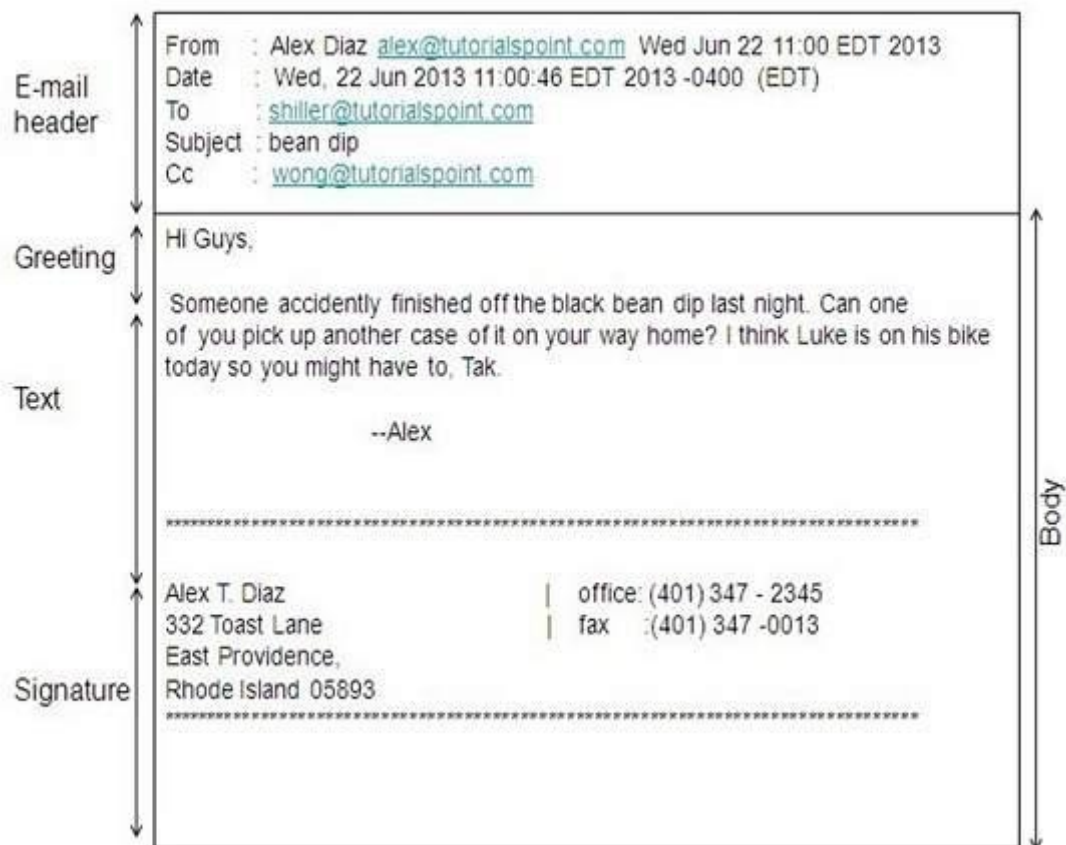 E-mail
header
From : Alex Diaz alex@tutorialspoint.com Wed Jun 22 11:00 EDT 2013
Date : Wed, 22 Jun 2013 11:00:46 EDT 2013 -0400 (EDT)
To : shiller@tutorialspoint.com
Subject : bean dip
Cc : wong@tutorialspoint.com
Greeting
Hi Guys,
Text
Someone accidently finished off the black bean dip last night. Can one
of you pick up another case of it on your way home? I think Luke is on his bike
today so you might have to, Tak.
--Alex
Signature
Alex T. Diaz | office: (401) 347 - 2345
332 Toast Lane | fax :(401) 347 -0013
East Providence,
Rhode Island 05893
Body